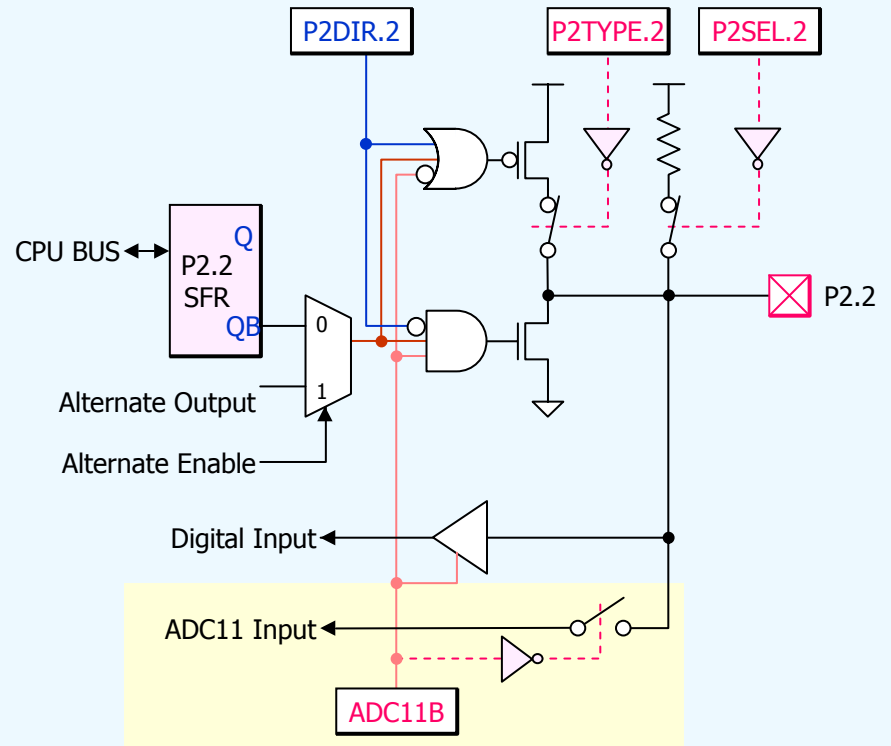 P2DIR.2
P2TYPE.2
P2SEL.2
Q
CPU BUS
P2.2
SFR
P2.2
QB
0
1
Alternate Output
Alternate Enable
Digital Input
ADC11 Input
ADC11B